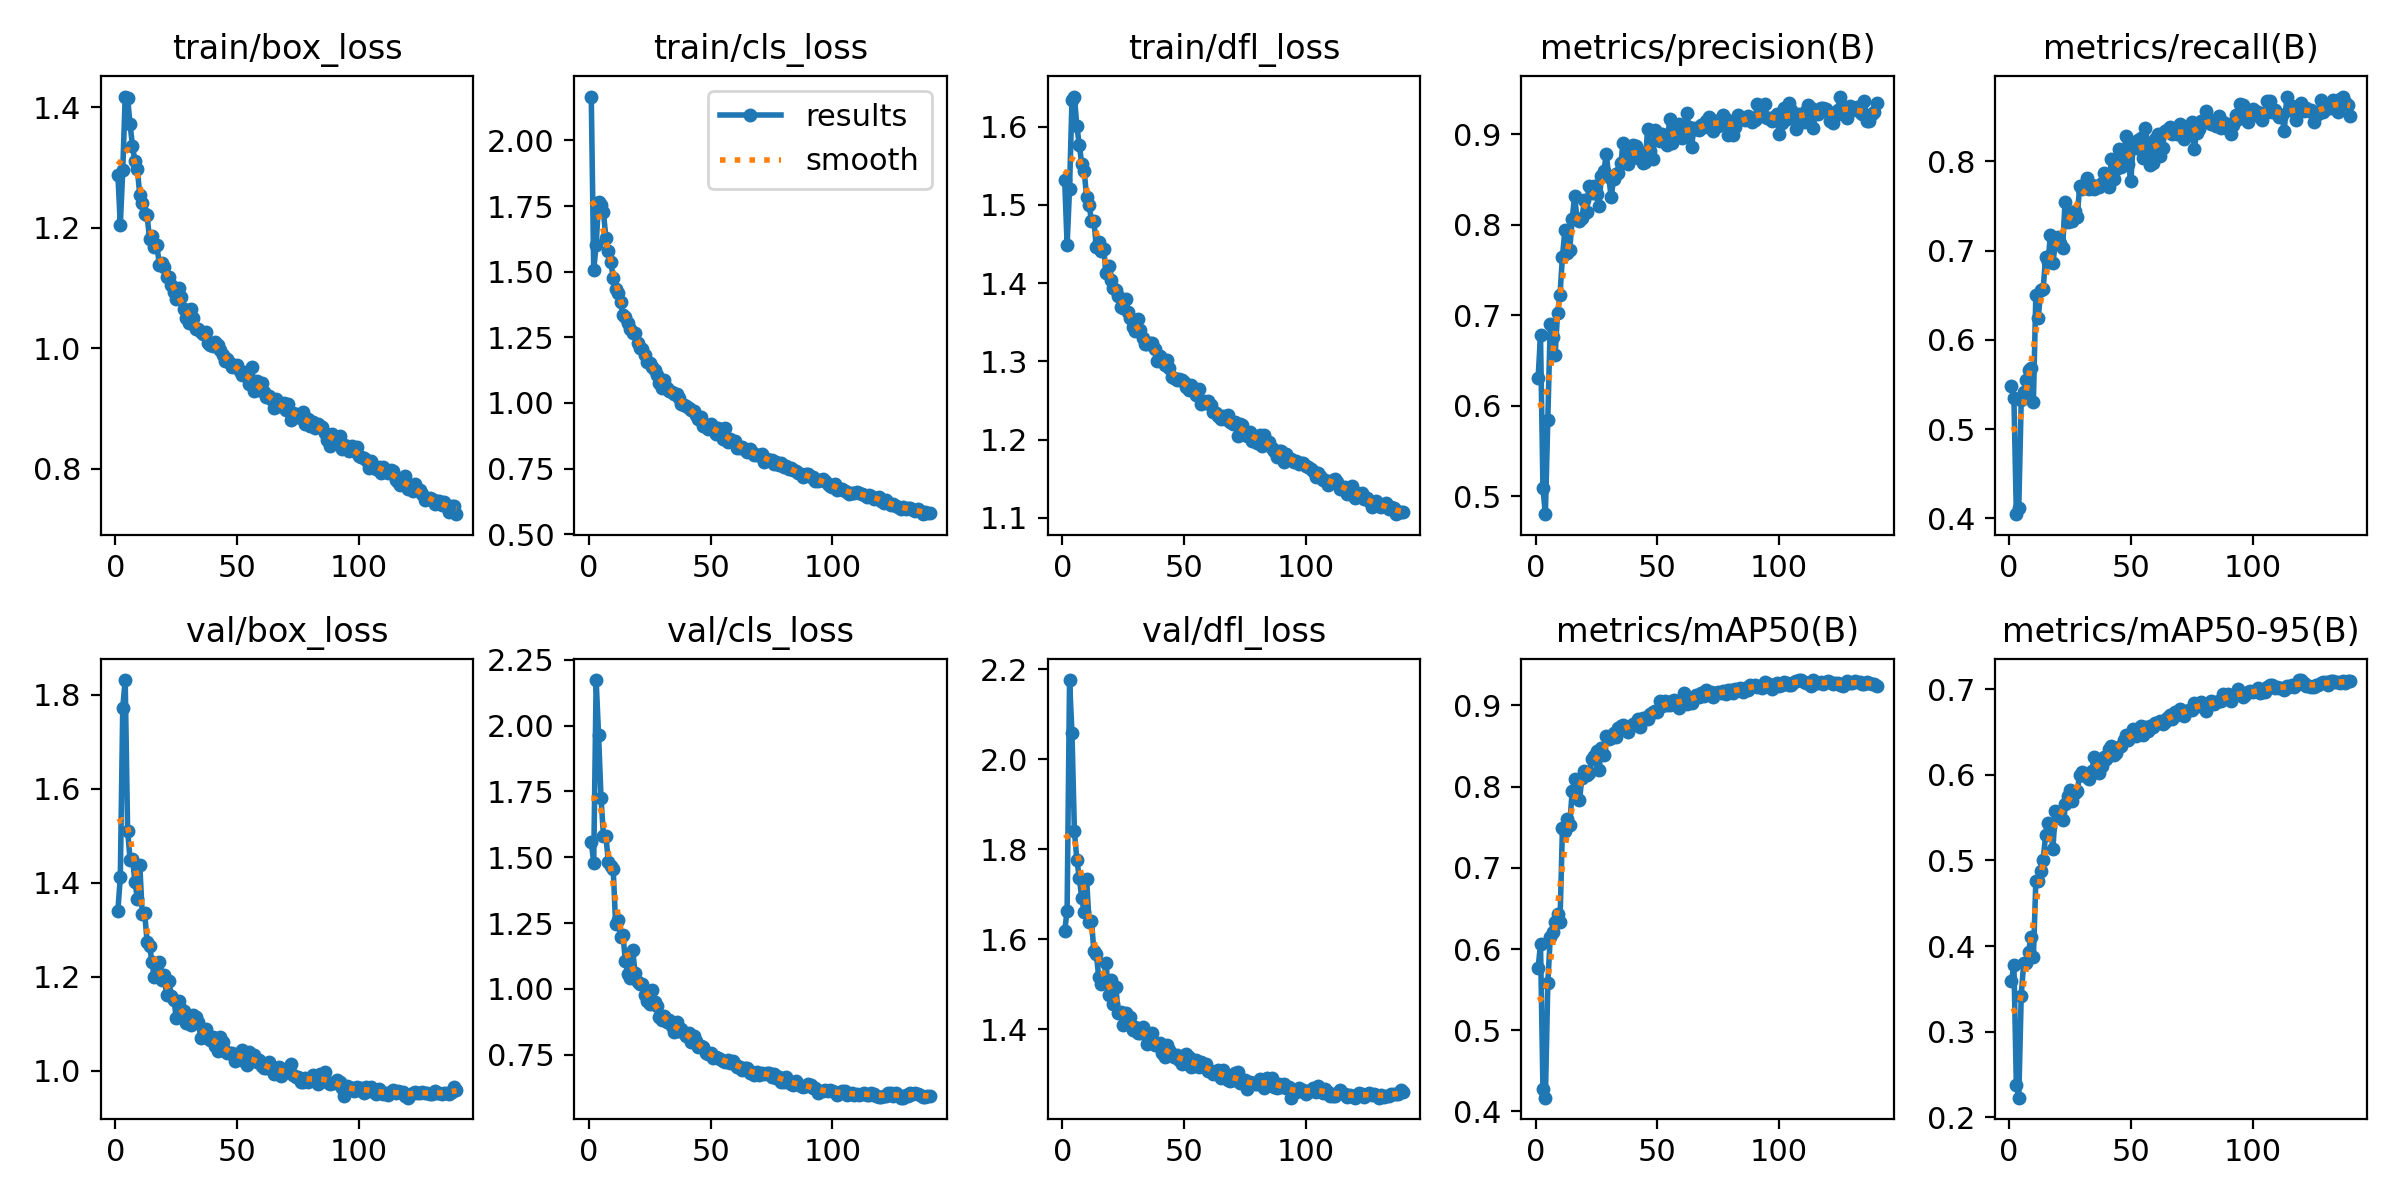 train/box_loss
1.4
1.2
1.0
0.8
0 50 100
train/cls_loss
results
smooth
2.00
1.75
1.50
1.25
1.00
0.75
0.50
0 50 100
train/dfl_loss
1.6
1.5
1.4
1.3
1.2
1.1
0 50 100
metrics/precision(B)
0.9
0.8
0.7
0.6
0.5
0 50 100
metrics/recall(B)
0.8
0.7
0.6
0.5
0.4
0 50 100
val/box_loss
1.8
1.6
1.4
1.2
1.0
0 50 100
val/cls_loss
2.25
2.00
1.75
1.50
1.25
1.00
0.75
0 50 100
val/dfl_loss
2.2
2.0
1.8
1.6
1.4
0 50 100
metrics/mAP50(B)
0.9
0.8
0.7
0.6
0.5
0.4
0 50 100
metrics/mAP50-95(B)
0.7
0.6
0.5
0.4
0.3
0.2
0 50 100